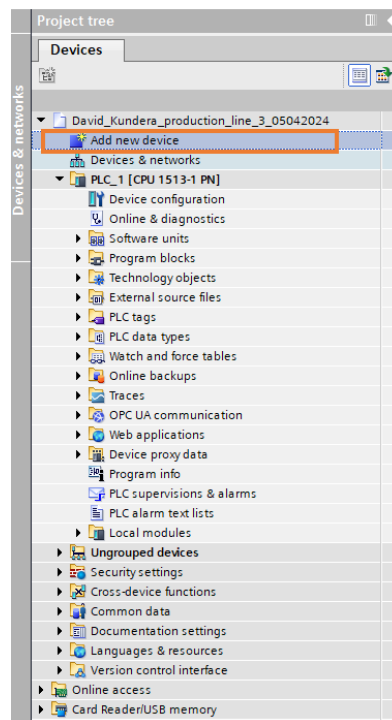 Project tree
Devices
Devices & networks
David_Kundera_production_line_3_05042024
Add new device
Devices & networks
PLC_1 [CPU 1513-1 PN]
Device configuration
Online & diagnostics
Software units
Program blocks
Technology objects
External source files
PLC tags
PLC data types
Watch and force tables
Online backups
Traces
OPC UA communication
Web applications
Device proxy data
Program info
PLC supervisions & alarms
PLC alarm text lists
Local modules
Ungrouped devices
Security settings
Cross-device functions
Common data
Documentation settings
Languages & resources
Version control interface
Online access
Card Reader/USB memory